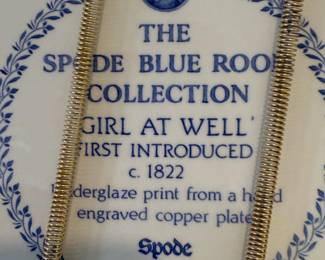 THE
SPODE BLUE ROOM
COLLECTION
'GIRL AT WELL'
FIRST INTRODUCED
c. 1822
Underglaze print from a hand
engraved copper plate
Spode